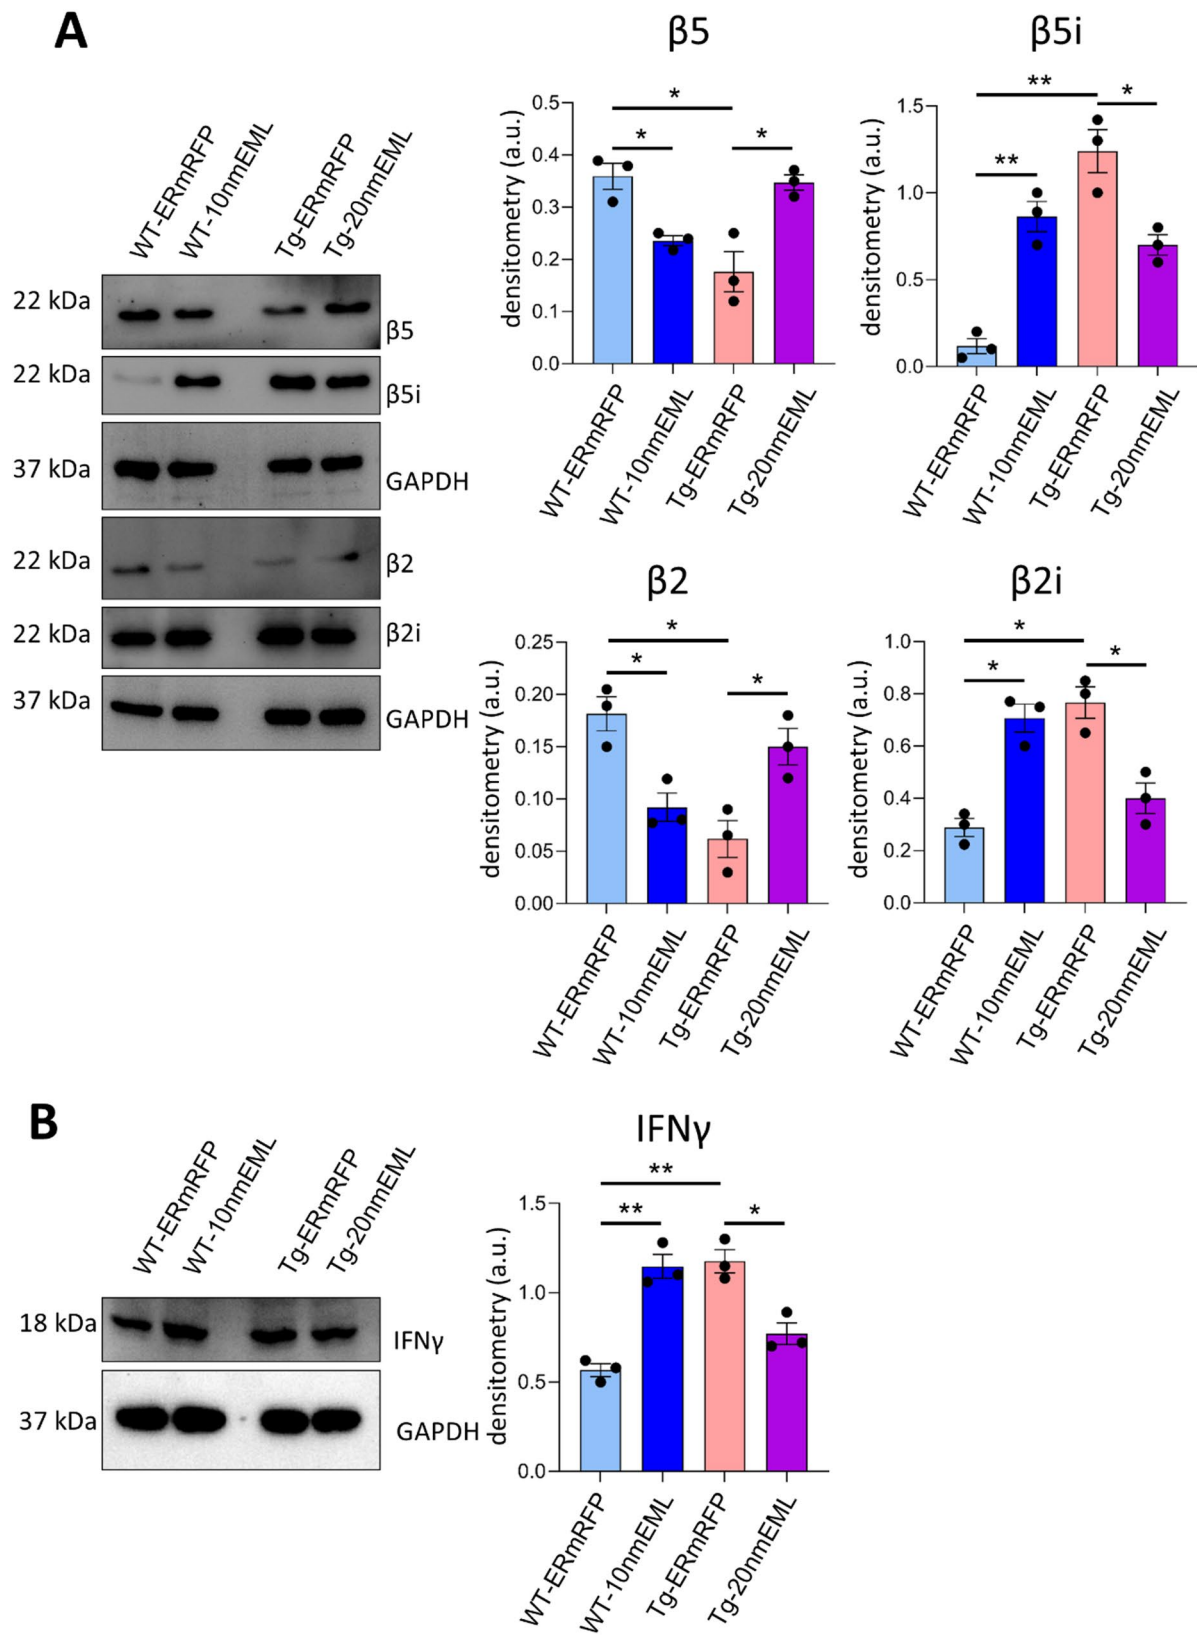 A
WT-ERmRFP
WT-10nmEML
Tg-ERmRFP
Tg-20nmEML
22 kDa
β5
22 kDa
β5i
37 kDa
GAPDH
22 kDa
β2
22 kDa
β2i
37 kDa
GAPDH
β5
densitometry (a.u.)
0.5
0.4
0.3
0.2
0.1
0.0
*
*
*
WT-ERmRFP
WT-10nmEML
Tg-ERmRFP
Tg-20nmEML
β5i
densitometry (a.u.)
1.5
1.0
0.5
0.0
**
*
**
WT-ERmRFP
WT-10nmEML
Tg-ERmRFP
Tg-20nmEML
β2
densitometry (a.u.)
0.25
0.20
0.15
0.10
0.05
0.00
*
*
*
WT-ERmRFP
WT-10nmEML
Tg-ERmRFP
Tg-20nmEML
β2i
densitometry (a.u.)
1.0
0.8
0.6
0.4
0.2
0.0
*
*
*
WT-ERmRFP
WT-10nmEML
Tg-ERmRFP
Tg-20nmEML
B
WT-ERmRFP
WT-10nmEML
Tg-ERmRFP
Tg-20nmEML
18 kDa
IFNγ
37 kDa
GAPDH
IFNγ
densitometry (a.u.)
1.5
1.0
0.5
0.0
**
**
*
WT-ERmRFP
WT-10nmEML
Tg-ERmRFP
Tg-20nmEML